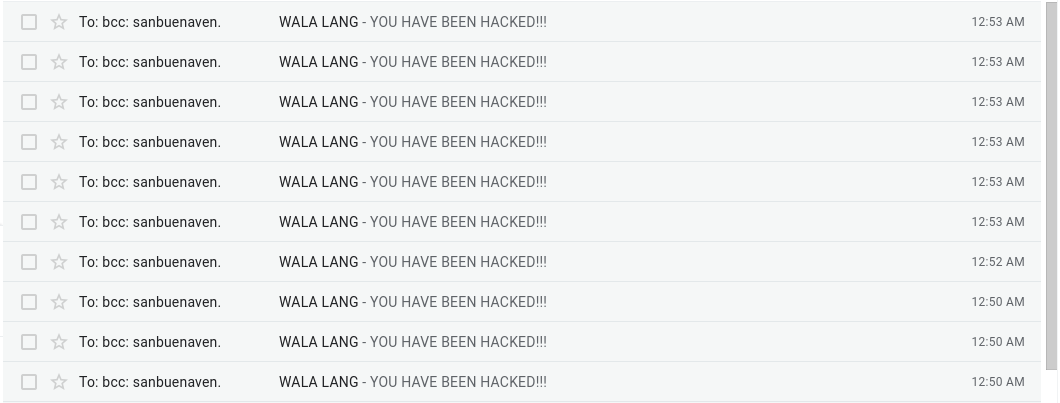 To: bcc: sanbuenaven. WALA LANG - YOU HAVE BEEN HACKED!!! 12:53 AM
To: bcc: sanbuenaven. WALA LANG - YOU HAVE BEEN HACKED!!! 12:53 AM
To: bcc: sanbuenaven. WALA LANG - YOU HAVE BEEN HACKED!!! 12:53 AM
To: bcc: sanbuenaven. WALA LANG - YOU HAVE BEEN HACKED!!! 12:53 AM
To: bcc: sanbuenaven. WALA LANG - YOU HAVE BEEN HACKED!!! 12:53 AM
To: bcc: sanbuenaven. WALA LANG - YOU HAVE BEEN HACKED!!! 12:53 AM
To: bcc: sanbuenaven. WALA LANG - YOU HAVE BEEN HACKED!!! 12:52 AM
To: bcc: sanbuenaven. WALA LANG - YOU HAVE BEEN HACKED!!! 12:50 AM
To: bcc: sanbuenaven. WALA LANG - YOU HAVE BEEN HACKED!!! 12:50 AM
To: bcc: sanbuenaven. WALA LANG - YOU HAVE BEEN HACKED!!! 12:50 AM